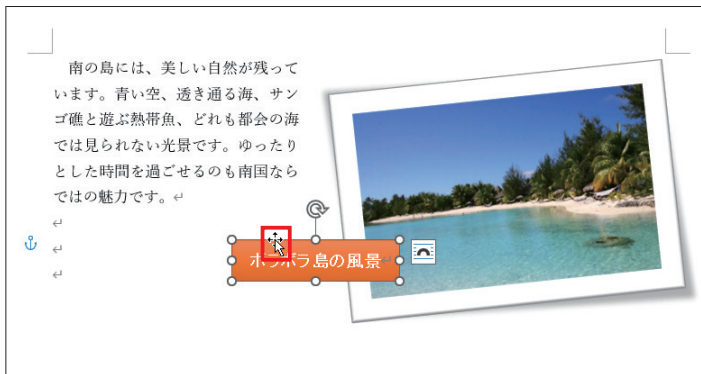 南の島には、美しい自然が残って
います。青い空、透き通る海、サン
ゴ礁と遊ぶ熱帯魚、どれも都会の海
では見られない光景です。ゆったり
とした時間を過ごせるのも南国なら
ではの魅力です。
ボラボラ島の風景